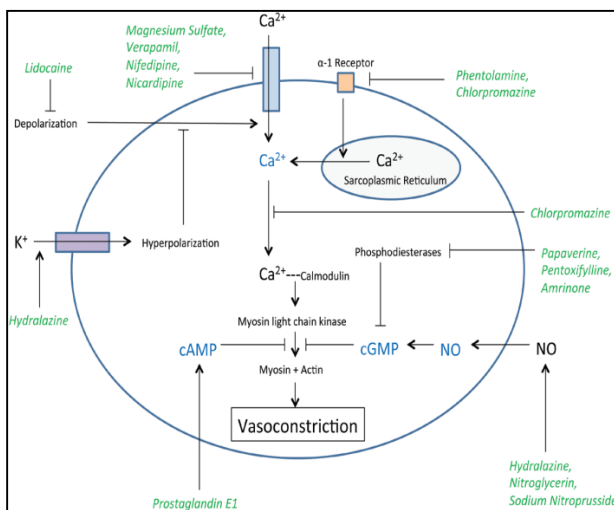 Ca2+
Magnesium Sulfate,
Verapamil,
Nifedipine,
Nicardipine
Lidocaine
α-1 Receptor
Phentolamine,
Chlorpromazine
Depolarization
Ca2+
Ca2+
Sarcoplasmic Reticulum
Chlorpromazine
K+
Hyperpolarization
Phosphodiesterases
Papaverine,
Pentoxifylline,
Amrinone
Ca2+---Calmodulin
Hydralazine
Myosin light chain kinase
cAMP
cGMP
NO
NO
Myosin + Actin
Vasoconstriction
Hydralazine,
Nitroglycerin,
Sodium Nitroprusside
Prostaglandin E1